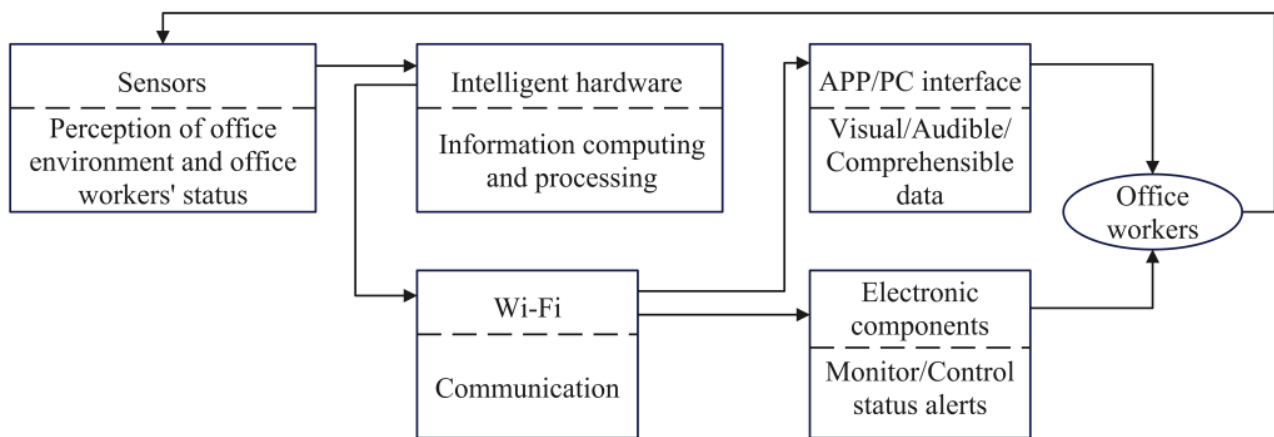 Sensors
Perception of office
environment and office
workers' status
Intelligent hardware
Information computing
and processing
APP/PC interface
Visual/Audible/
Comprehensible
data
Office
workers
Wi-Fi
Communication
Electronic
components
Monitor/Control
status alerts